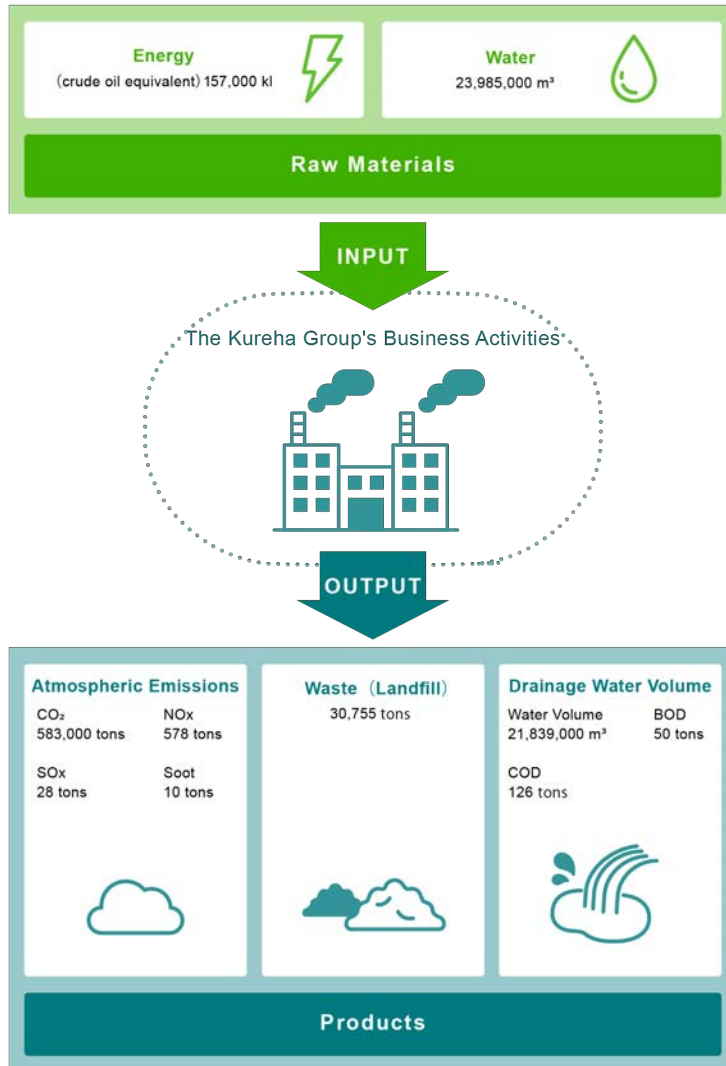 Energy
(crude oil equivalent) 157,000 kl
Water
23,985,000 m³
Raw Materials
INPUT
The Kureha Group's Business Activities
OUTPUT
Atmospheric Emissions
CO₂ NOx
583,000 tons 578 tons
SOx Soot
28 tons 10 tons
Waste（Landfill）
30,755 tons
Drainage Water Volume
Water Volume BOD
21,839,000 m³ 50 tons
COD
126 tons
Products